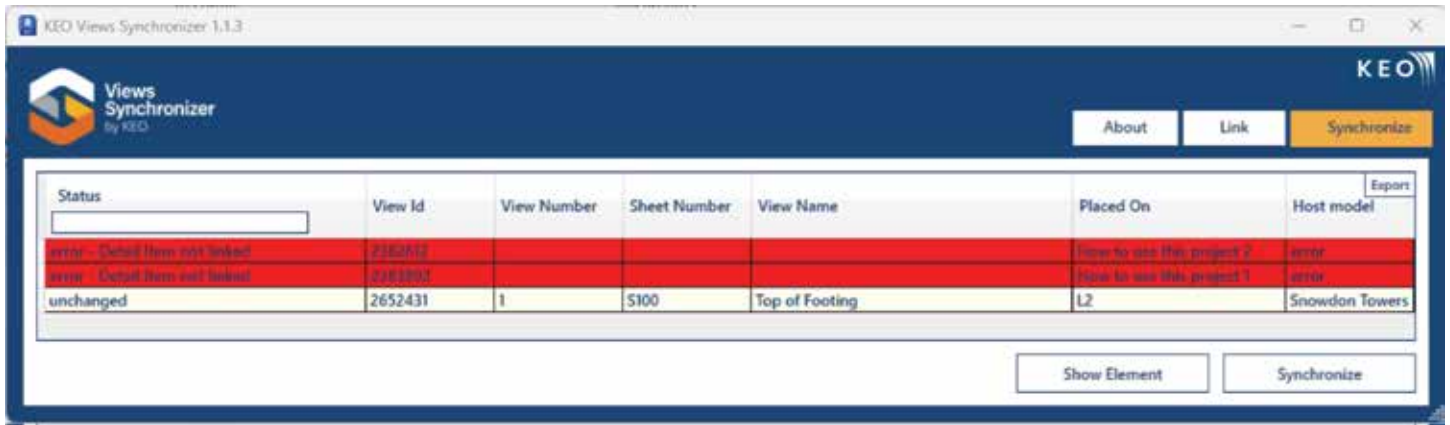 KEO Views Synchronizer 1.1.3
KEO
Views
Synchronizer
by KEO
About Link Synchronize
Export
Status View Id View Number Sheet Number View Name Placed On Host model
error - Detail Item not linked How to use this project 2 error
error - Detail Item not linked How to use this project 1 error
unchanged 2652431 1 S100 Top of Footing L2 Snowdon Towers
Show Element Synchronize